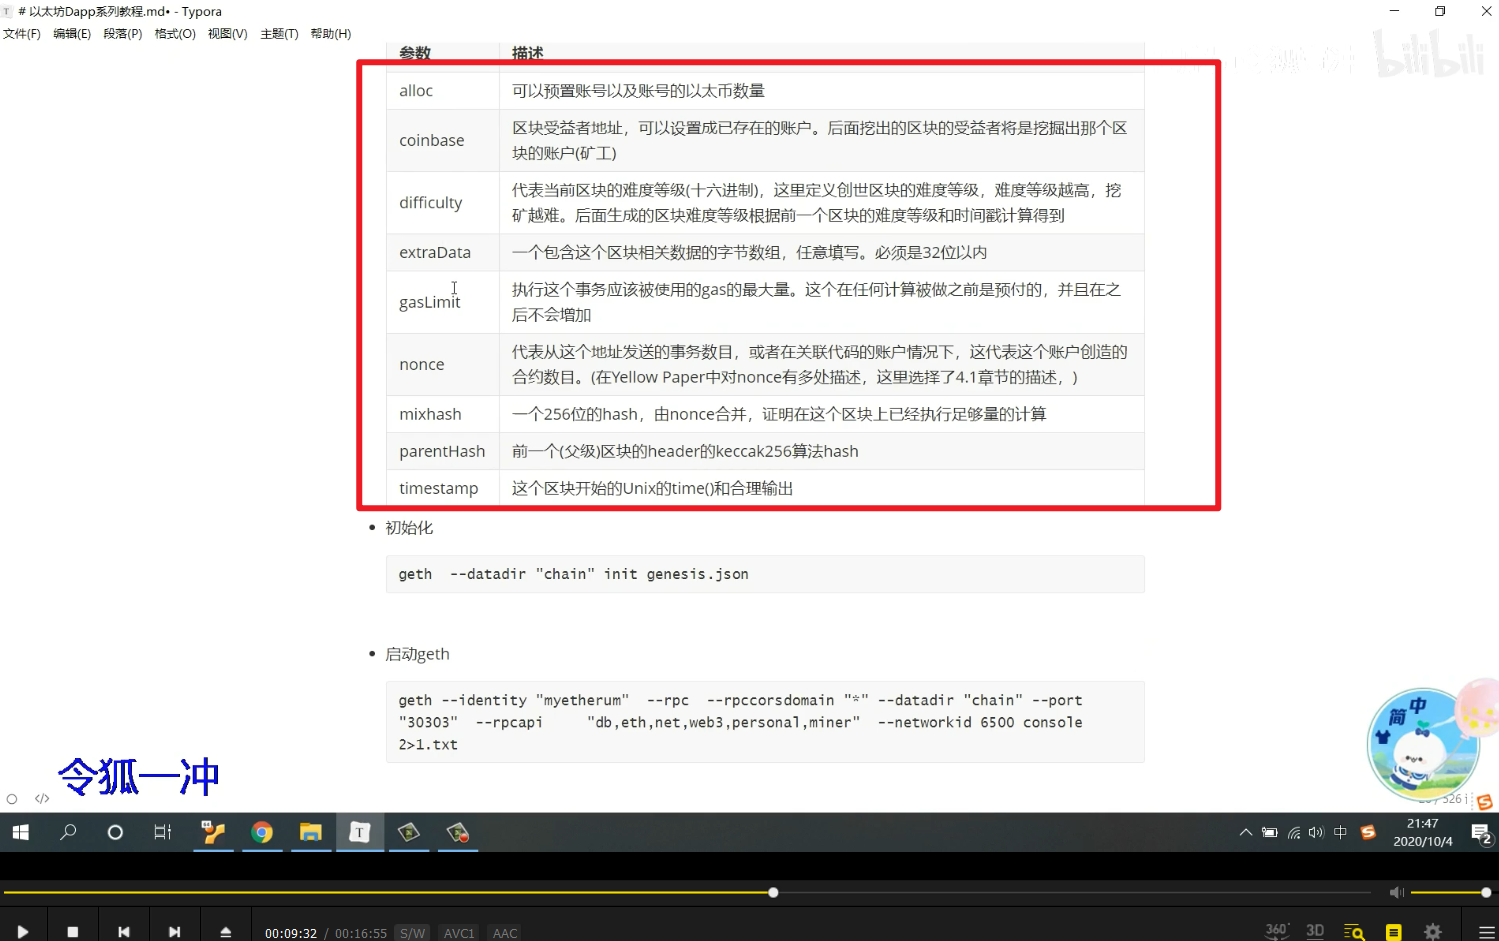 # 以太坊Dapp系列教程.md• - Typora
文件(F) 编辑(E) 段落(P) 格式(O) 视图(V) 主题(T) 帮助(H)
bilibili
参数 描述
alloc 可以预置账号以及账号的以太币数量
coinbase 区块受益者地址，可以设置成已存在的账户。后面挖出的区块的受益者将是挖掘出那个区
块的账户(矿工)
difficulty 代表当前区块的难度等级(十六进制)，这里定义创世区块的难度等级，难度等级越高，挖
矿越难。后面生成的区块难度等级根据前一个区块的难度等级和时间戳计算得到
extraData 一个包含这个区块相关数据的字节数组，任意填写。必须是32位以内
gasLimit 执行这个事务应该被使用的gas的最大量。这个在任何计算被做之前是预付的，并且在之
后不会增加
nonce 代表从这个地址发送的事务数目，或者在关联代码的账户情况下，这代表这个账户创造的
合约数目。(在Yellow Paper中对nonce有多处描述，这里选择了4.1章节的描述，)
mixhash 一个256位的hash，由nonce合并，证明在这个区块上已经执行足够量的计算
parentHash 前一个(父级)区块的header的keccak256算法hash
timestamp 这个区块开始的Unix的time()和合理输出
• 初始化
geth --datadir "chain" init genesis.json
• 启动geth
geth --identity "myetherum" --rpc --rpccorsdomain "*" --datadir "chain" --port
"30303" --rpcapi "db,eth,net,web3,personal,miner" --networkid 6500 console
2>1.txt
简中
令狐一冲
</>
中
21:47
2020/10/4
2
00:09:32 / 00:16:55 S/W AVC1 AAC
360° 3D